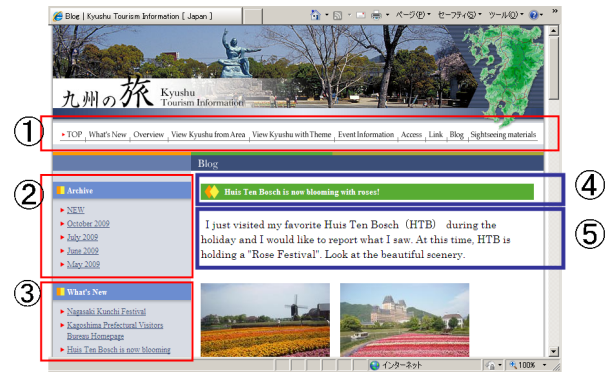 Blog | Kyushu Tourism Information [ Japan ]
ページ(P) セーフティ(S) ツール(O)
九州の旅 Kyushu
Tourism Information
①
TOP What's New Overview View Kyushu from Area View Kyushu with Theme Event Information Access Link Blog Sightseeing materials
Blog
②
Archive
NEW
October 2009
July 2009
June 2009
May 2009
③
What's New
Nagasaki Kunchi Festival
Kagoshima Prefectural Visitors
Bureau Homepage
Huis Ten Bosch is now blooming
④
Huis Ten Bosch is now blooming with roses!
⑤
I just visited my favorite Huis Ten Bosch (HTB) during the
holiday and I would like to report what I saw. At this time, HTB is
holding a "Rose Festival". Look at the beautiful scenery.
インターネット 100%